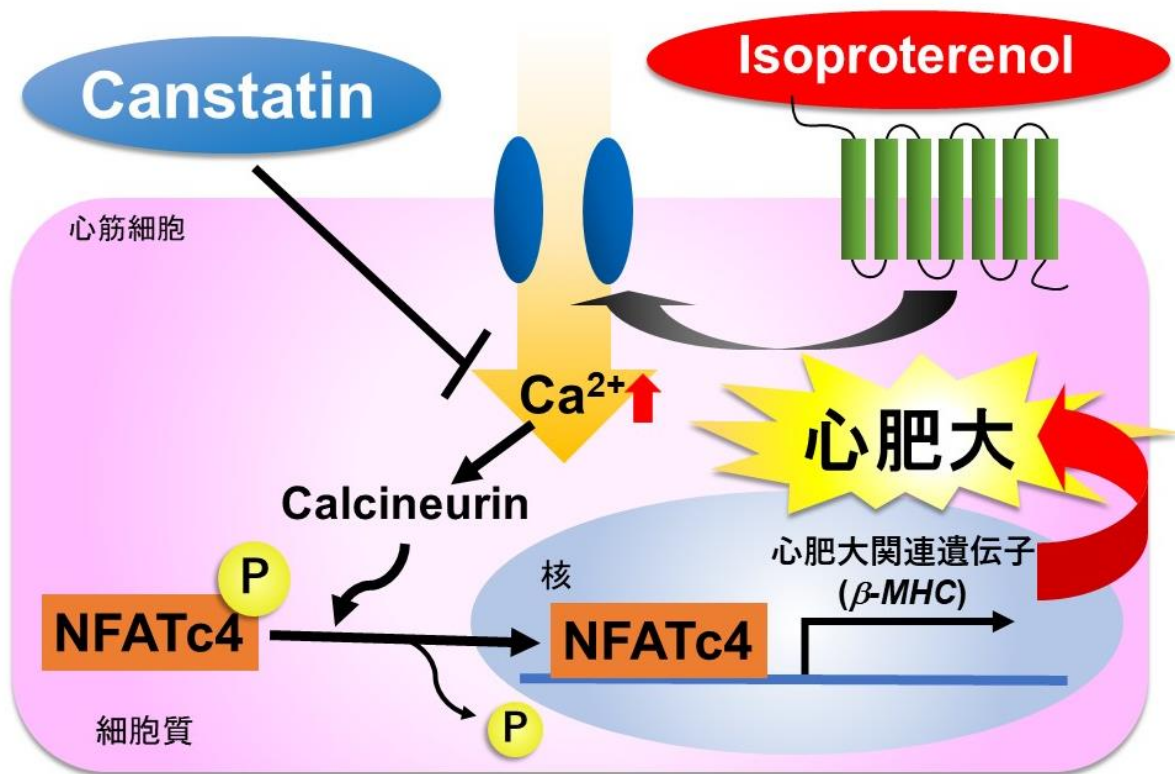 Canstatin
Isoproterenol
心筋細胞
Ca²⁺
心肥大
Calcineurin
心肥大関連遺伝子
(β-MHC)
核
P
NFATc4
NFATc4
P
細胞質